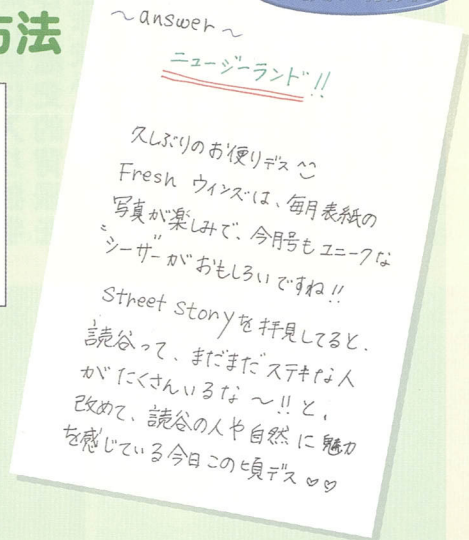 方法
～answer～
ニュージーランド!!
久しぶりのお便りデス^^
Fresh ウィンズは、毎月表紙の
写真が楽しみで、今月号もユニークな
"シーザー"がおもしろいですね!!
Street Storyを拝見してると、
読谷って、まだまだステキな人
がたくさんいるな〜!!と、
改めて、読谷の人や自然に魅力
を感じている今日この頃デス♡♡